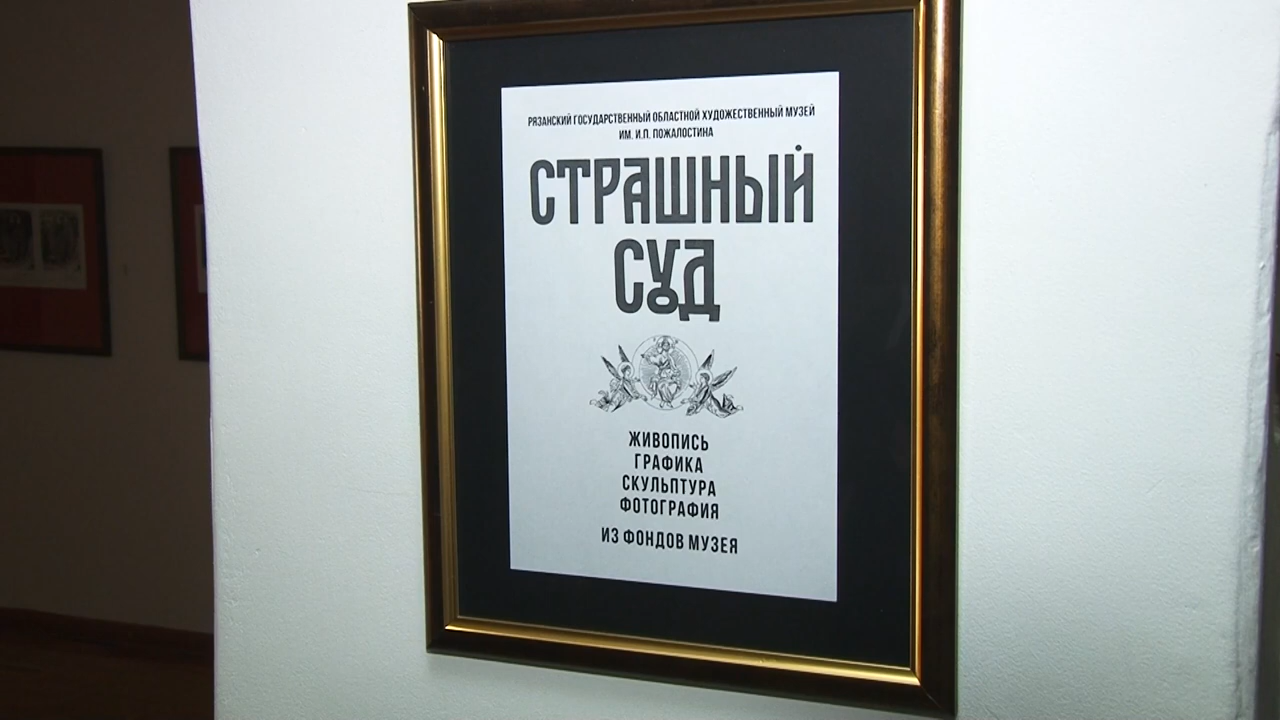 РЯЗАНСКИЙ ГОСУДАРСТВЕННЫЙ ОБЛАСТНОЙ ХУДОЖЕСТВЕННЫЙ МУЗЕЙ
ИМ. И.П. ПОЖАЛОСТИНА
СТРАШНЫЙ
СУД
ЖИВОПИСЬ
ГРАФИКА
СКУЛЬПТУРА
ФОТОГРАФИЯ
ИЗ ФОНДОВ МУЗЕЯ